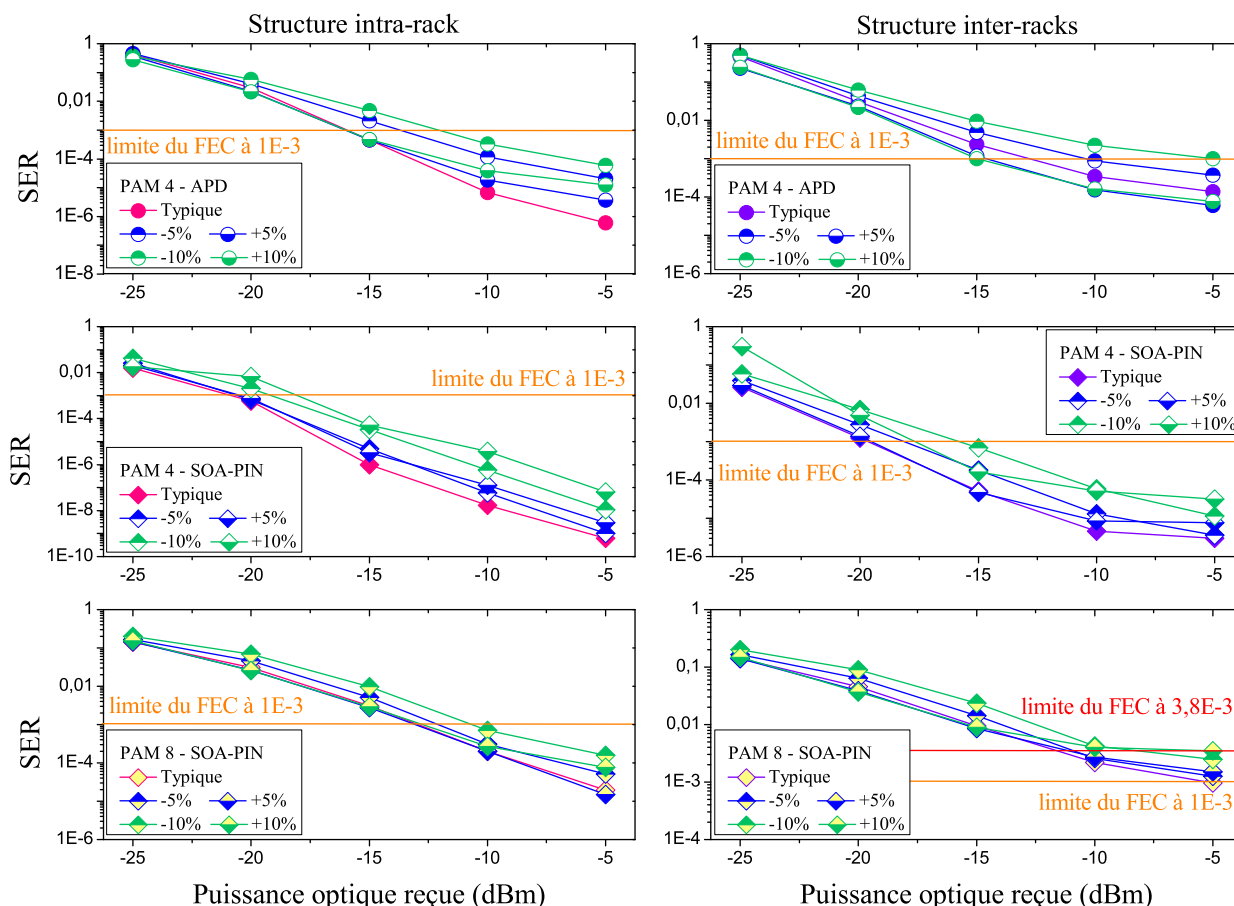 Structure intra-rack
Structure inter-racks
1
0,01
1E-4
1E-6
1E-8
SER
limite du FEC à 1E-3
PAM 4 - APD
Typique
-5% +5%
-10% +10%
-25 -20 -15 -10 -5
1
0,01
1E-4
1E-6
limite du FEC à 1E-3
PAM 4 - APD
Typique
-5% +5%
-10% +10%
-25 -20 -15 -10 -5
1
0,01
1E-4
1E-6
1E-8
1E-10
SER
limite du FEC à 1E-3
PAM 4 - SOA-PIN
Typique
-5% +5%
-10% +10%
-25 -20 -15 -10 -5
1
0,01
1E-4
1E-6
PAM 4 - SOA-PIN
Typique
-5% +5%
-10% +10%
limite du FEC à 1E-3
-25 -20 -15 -10 -5
1
0,01
1E-4
1E-6
SER
limite du FEC à 1E-3
PAM 8 - SOA-PIN
Typique
-5% +5%
-10% +10%
-25 -20 -15 -10 -5
Puissance optique reçue (dBm)
1
0,1
0,01
1E-3
1E-4
limite du FEC à 3,8E-3
PAM 8 - SOA-PIN
Typique
-5% +5%
-10% +10%
limite du FEC à 1E-3
-25 -20 -15 -10 -5
Puissance optique reçue (dBm)